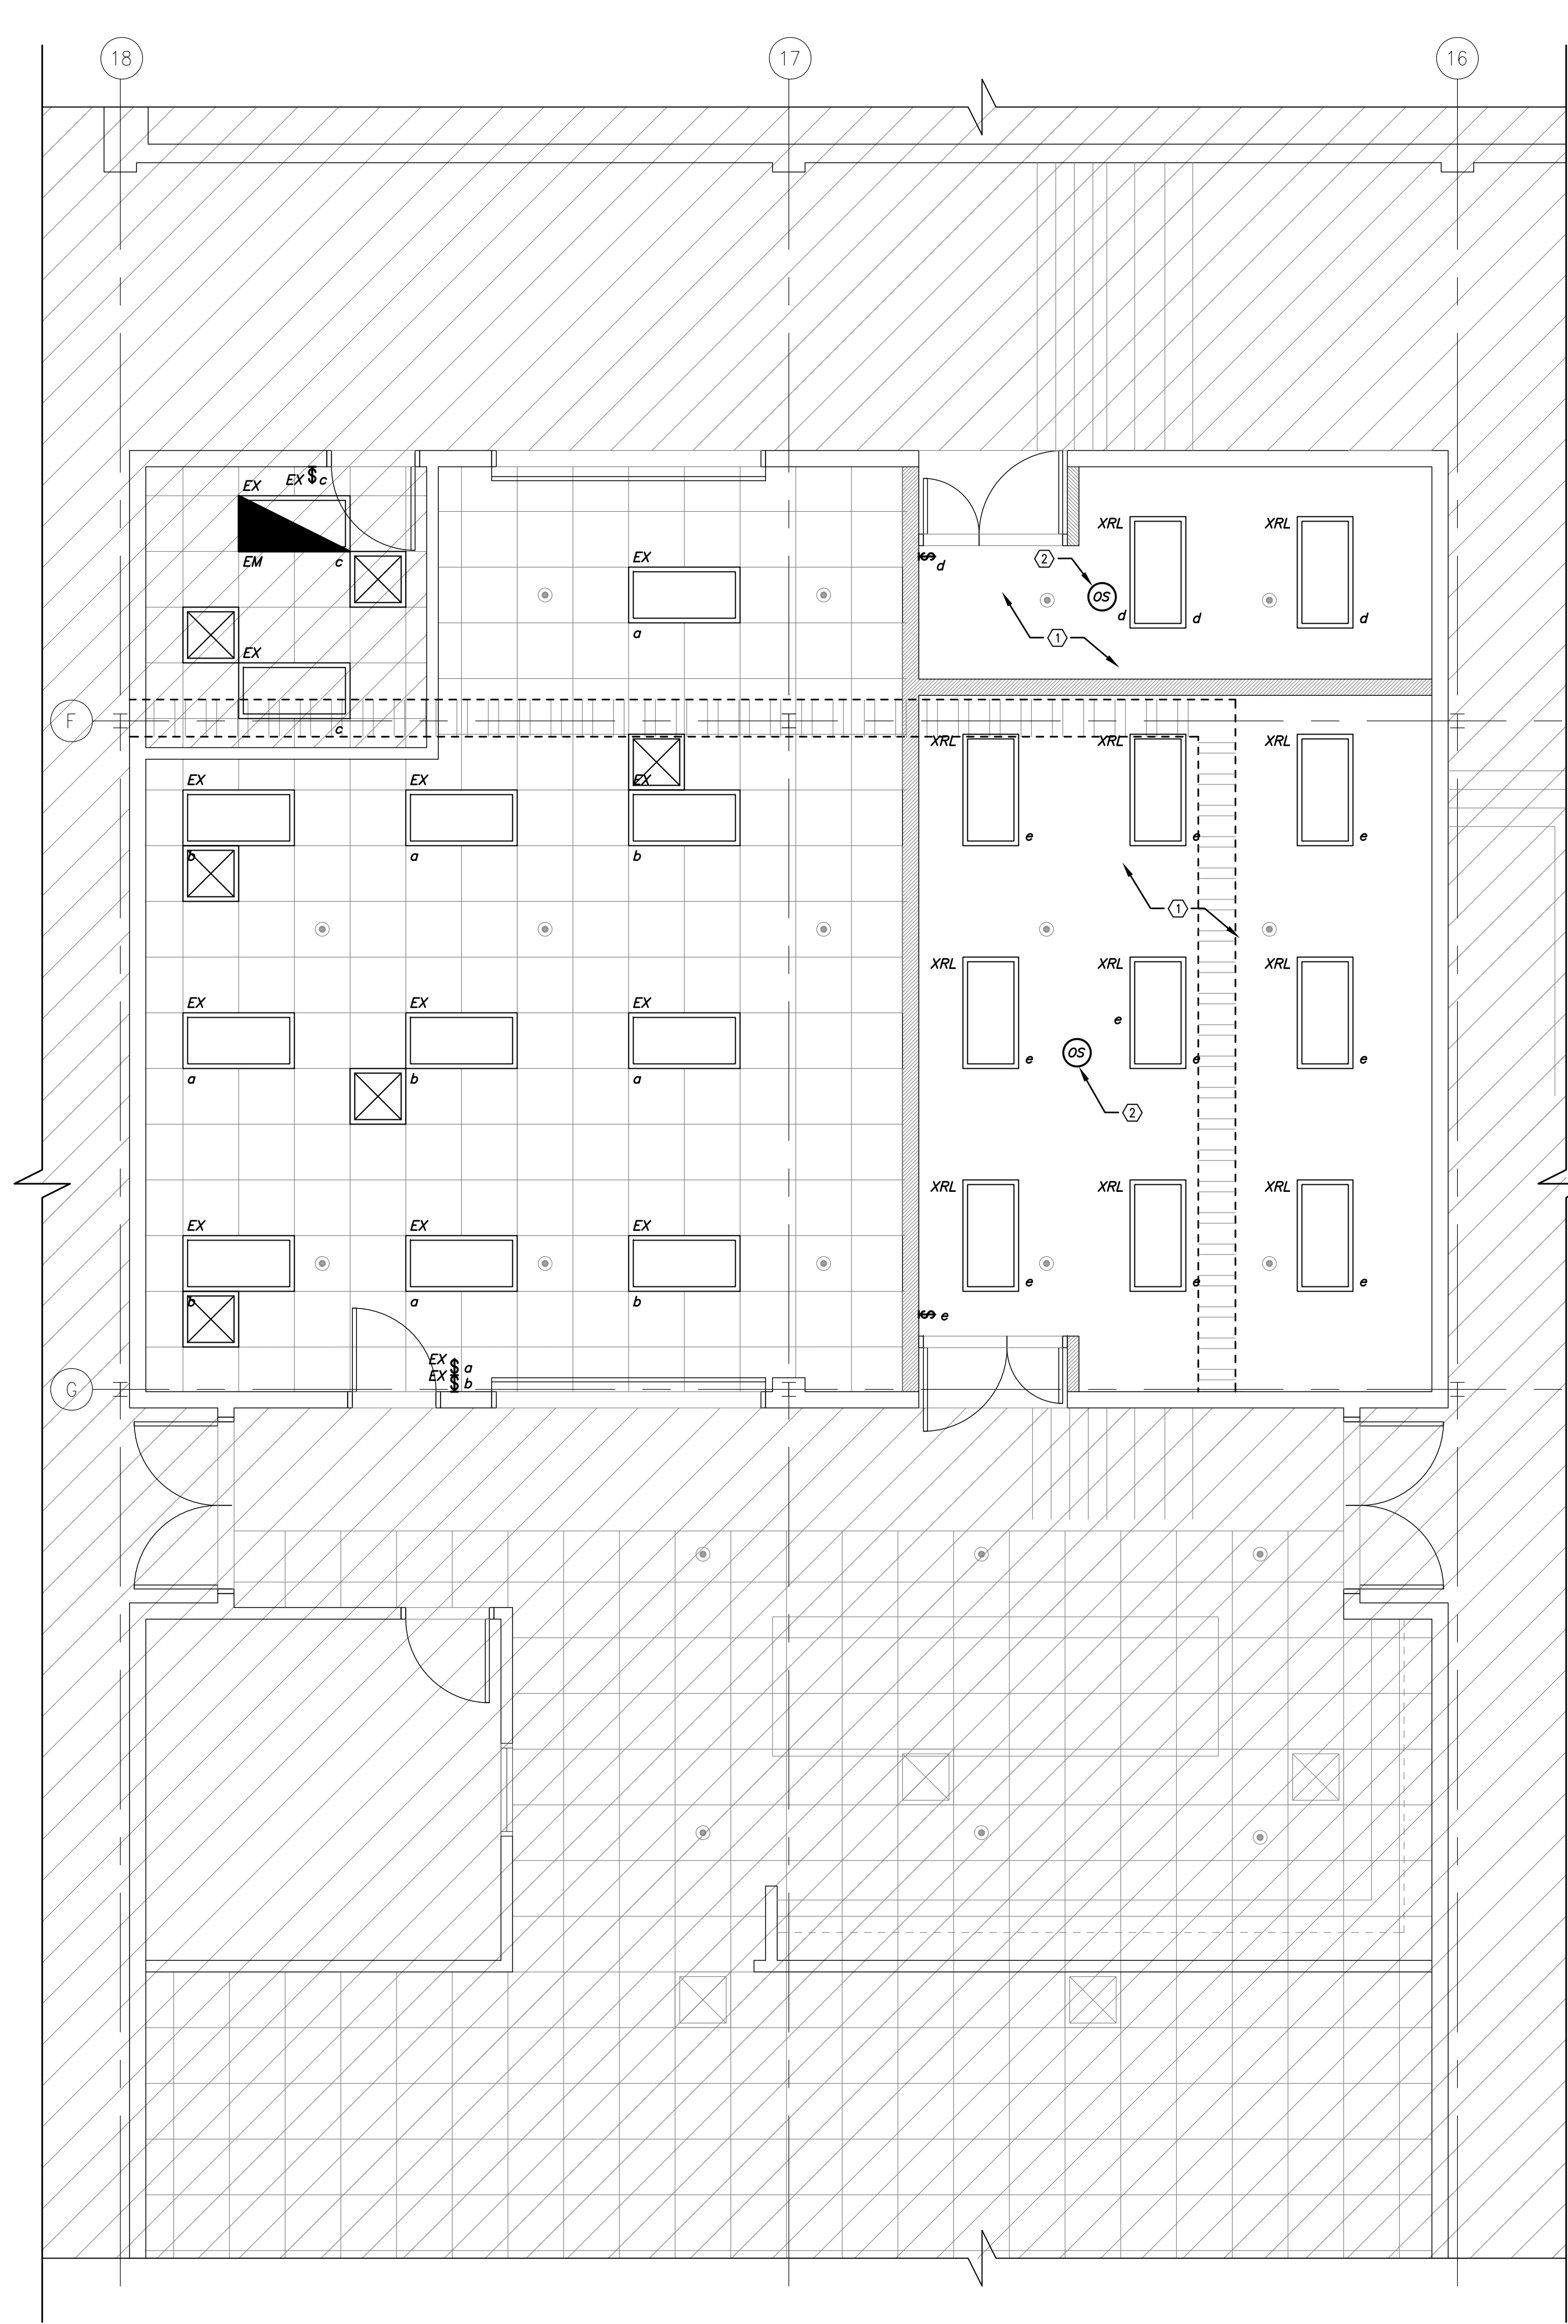 18 17 16
EX $ c
EX
EM c
EX
c
EX
a
XRL XRL
$ d
2
OS
d d d
1
F
XRL XRL XRL
EX EX EX
b a b
e e e
1
EX EX EX
a b a
XRL XRL XRL
e
OS
e e e
2
EX EX EX
b a b
XRL XRL XRL
e e e
$ e
EX $ a
EX $ b
G